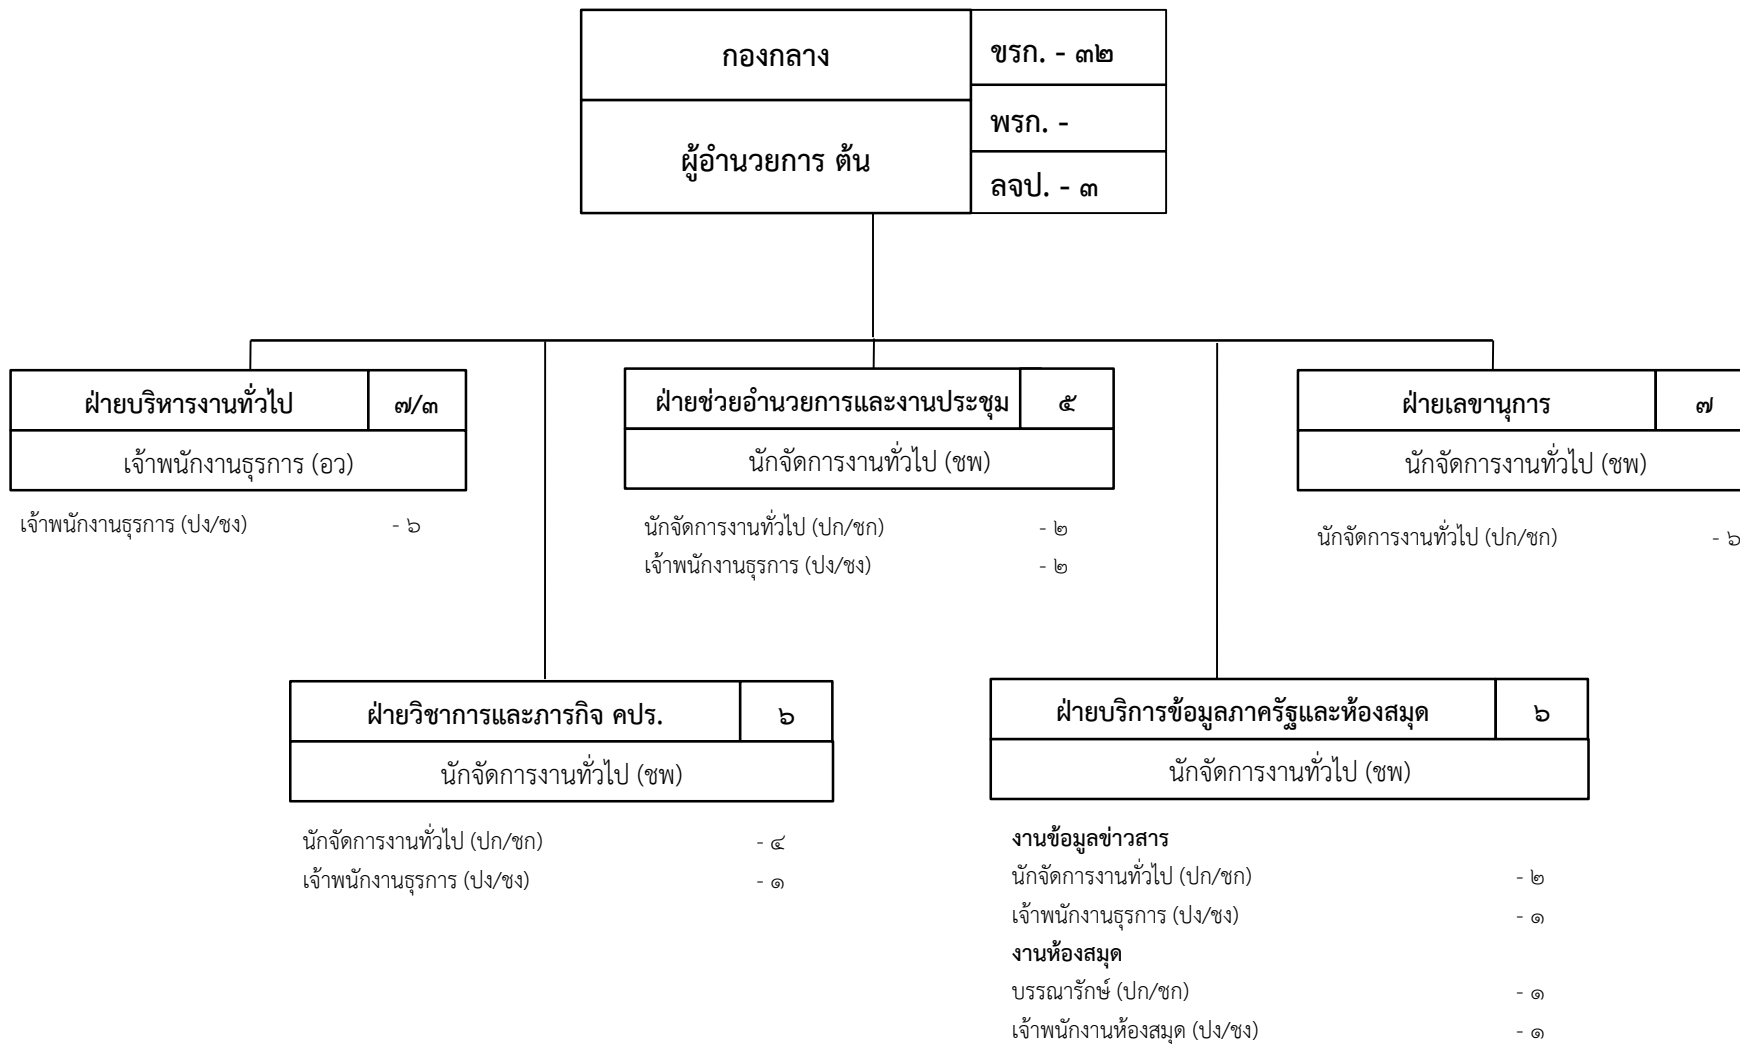 กองกลาง
ขรก. - ๓๒
ผู้อำนวยการ ต้น
พรก. -
ลจป. - ๓
ฝ่ายบริหารงานทั่วไป ๗/๓
เจ้าพนักงานธุรการ (อว)
เจ้าพนักงานธุรการ (ปง/ชง) - ๖
ฝ่ายช่วยอำนวยการและงานประชุม ๕
นักจัดการงานทั่วไป (ชพ)
นักจัดการงานทั่วไป (ปก/ชก) - ๒
เจ้าพนักงานธุรการ (ปง/ชง) - ๒
ฝ่ายเลขานุการ ๗
นักจัดการงานทั่วไป (ชพ)
นักจัดการงานทั่วไป (ปก/ชก) - ๖
ฝ่ายวิชาการและภารกิจ คปร. ๖
นักจัดการงานทั่วไป (ชพ)
นักจัดการงานทั่วไป (ปก/ชก) - ๔
เจ้าพนักงานธุรการ (ปง/ชง) - ๑
ฝ่ายบริการข้อมูลภาครัฐและห้องสมุด ๖
นักจัดการงานทั่วไป (ชพ)
งานข้อมูลข่าวสาร
นักจัดการงานทั่วไป (ปก/ชก) - ๒
เจ้าพนักงานธุรการ (ปง/ชง) - ๑
งานห้องสมุด
บรรณารักษ์ (ปก/ชก) - ๑
เจ้าพนักงานห้องสมุด (ปง/ชง) - ๑